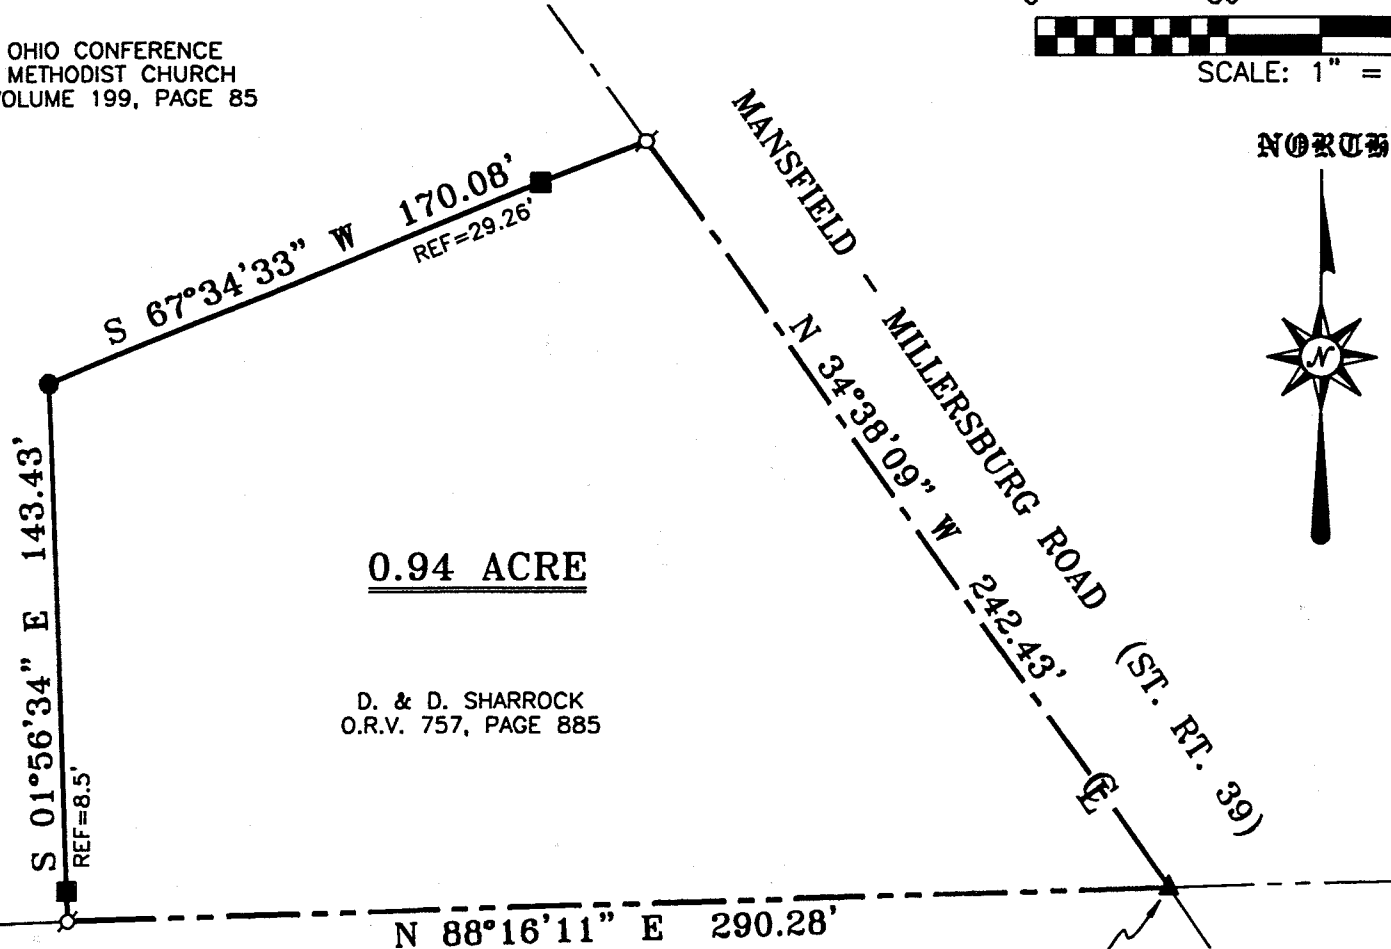 OHIO CONFERENCE
METHODIST CHURCH
VOLUME 199, PAGE 85
SCALE: 1" =
NORTH
S 67°34'33" W 170.08'
REF=29.26'
MANSFIELD - MILLERSBURG ROAD (ST. RT. 39)
N 34°38'09" W 242.43'
S 01°56'34" E 143.43'
REF=8.5'
0.94 ACRE
D. & D. SHARROCK
O.R.V. 757, PAGE 885
CL
N 88°16'11" E 290.28'
N